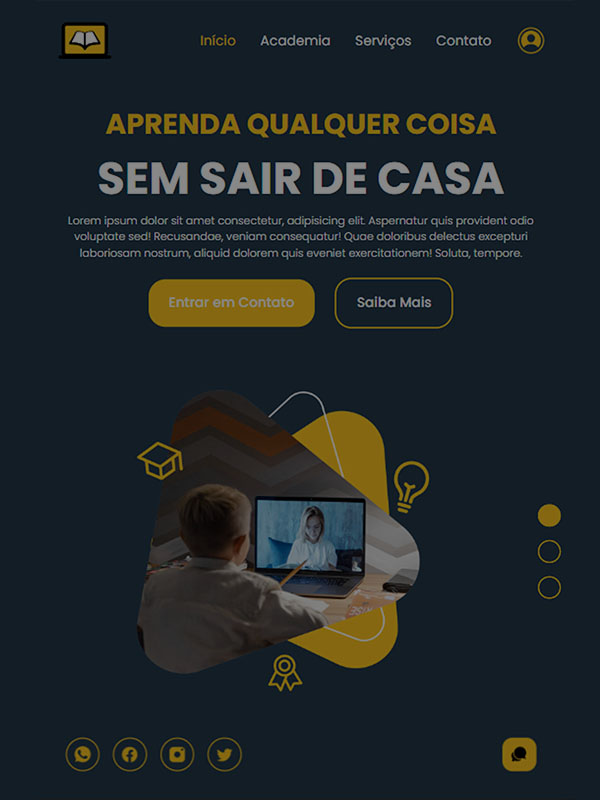 Início Academia Serviços Contato
APRENDA QUALQUER COISA
SEM SAIR DE CASA
Lorem ipsum dolor sit amet consectetur, adipisicing elit. Aspernatur quis provident odio
voluptate sed! Recusandae, veniam consequatur! Quae doloribus delectus excepturi
laboriosam nostrum, aliquid dolorem quis eveniet exercitationem! Soluta, tempore.
Entrar em Contato Saiba Mais